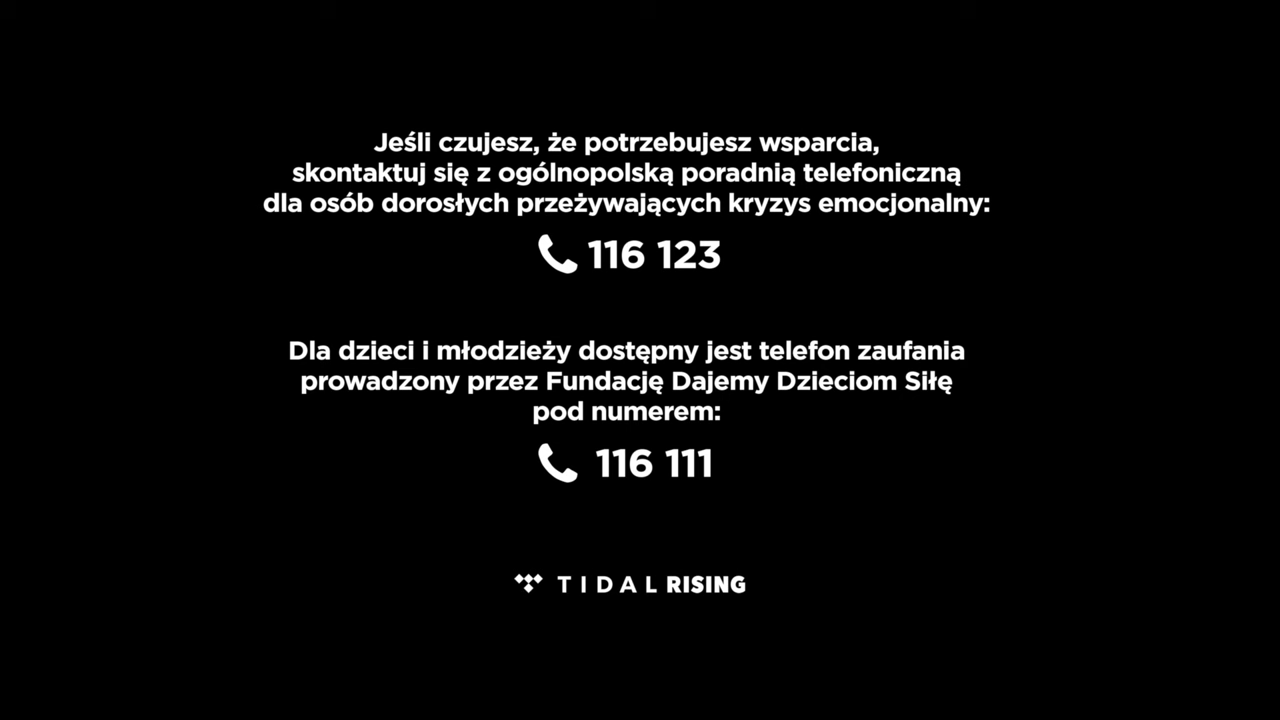 Jeśli czujesz, że potrzebujesz wsparcia,
skontaktuj się z ogólnopolską poradnią telefoniczną
dla osób dorosłych przeżywających kryzys emocjonalny:
116 123
Dla dzieci i młodzieży dostępny jest telefon zaufania
prowadzony przez Fundację Dajemy Dzieciom Siłę
pod numerem:
116 111
TIDAL RISING